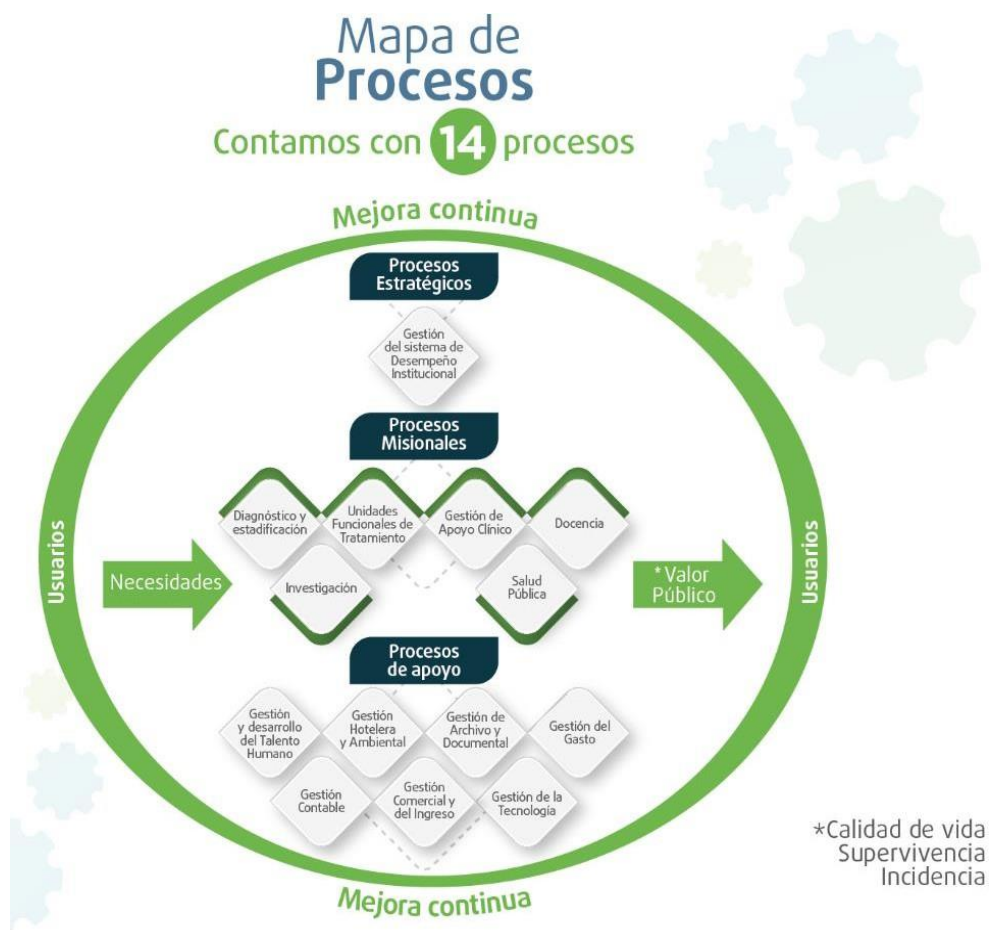 Mapa de
Procesos
Contamos con 14 procesos
Mejora continua
Procesos
Estratégicos
Gestión
del sistema de
Desempeño
Institucional
Procesos
Misionales
Diagnóstico y
estadificación
Unidades
Funcionales de
Tratamiento
Gestión de
Apoyo Clínico
Docencia
Usuarios
Necesidades
Investigación
Salud
Pública
*Valor
Público
Usuarios
Procesos
de apoyo
Gestión
y desarrollo
del Talento
Humano
Gestión
Hotelera
y Ambiental
Gestión de
Archivo y
Documental
Gestión del
Gasto
Gestión
Contable
Gestión
Comercial y
del Ingreso
Gestión de la
Tecnología
*Calidad de vida
Supervivencia
Incidencia
Mejora continua